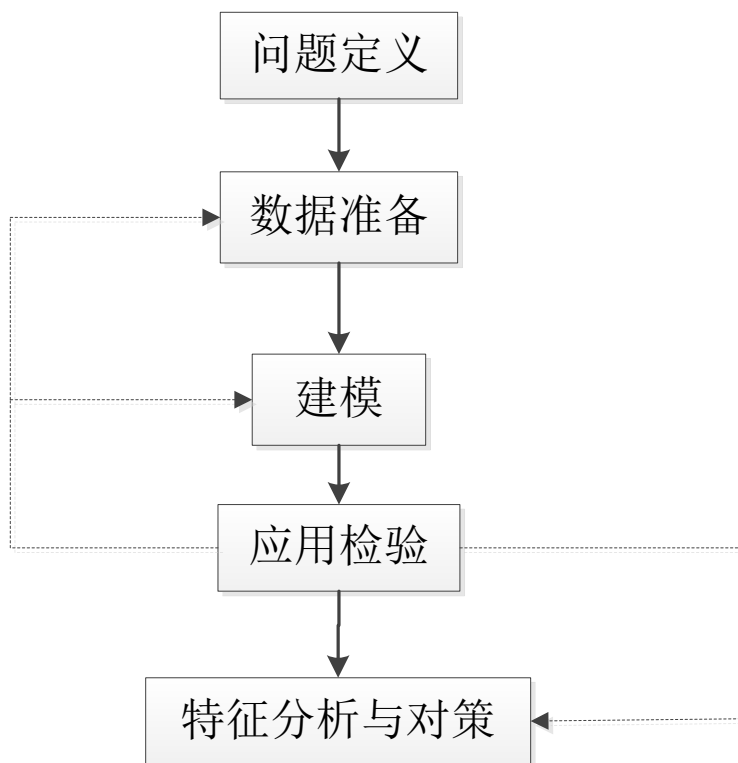 问题定义
数据准备
建模
应用检验
特征分析与对策